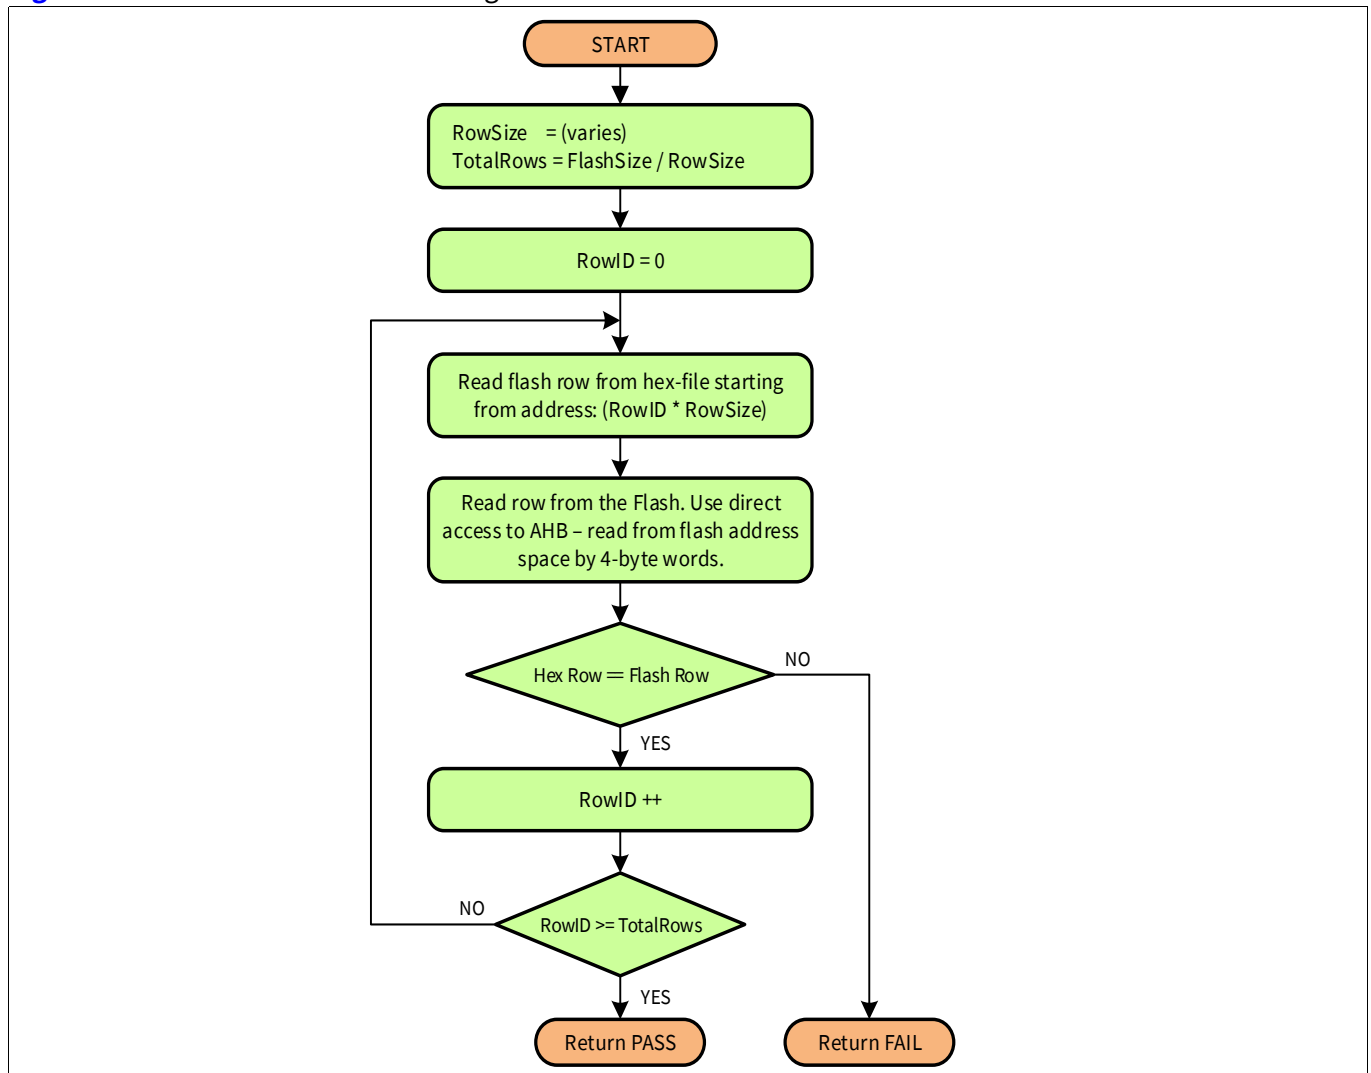 START
RowSize = (varies)
TotalRows = FlashSize / RowSize
RowID = 0
Read flash row from hex-file starting
from address: (RowID * RowSize)
Read row from the Flash. Use direct
access to AHB – read from flash address
space by 4-byte words.
Hex Row == Flash Row
NO
YES
RowID ++
NO
RowID >= TotalRows
YES
Return PASS
Return FAIL